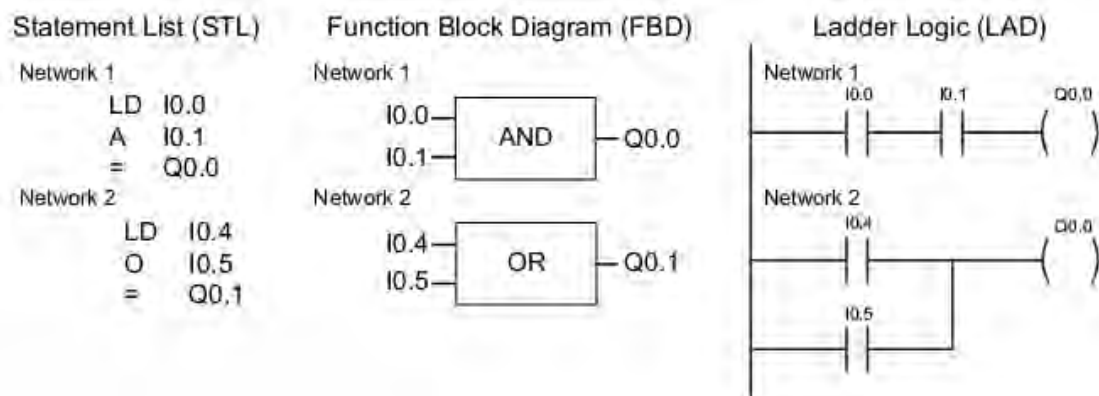 Statement List (STL)
Network 1
LD I0.0
A I0.1
= Q0.0
Network 2
LD I0.4
O I0.5
= Q0.1
Function Block Diagram (FBD)
Network 1
I0.0
I0.1
AND
Q0.0
Network 2
I0.4
I0.5
OR
Q0.1
Ladder Logic (LAD)
Network 1
I0.0 I0.1 Q0.0
Network 2
I0.4 Q0.0
I0.5